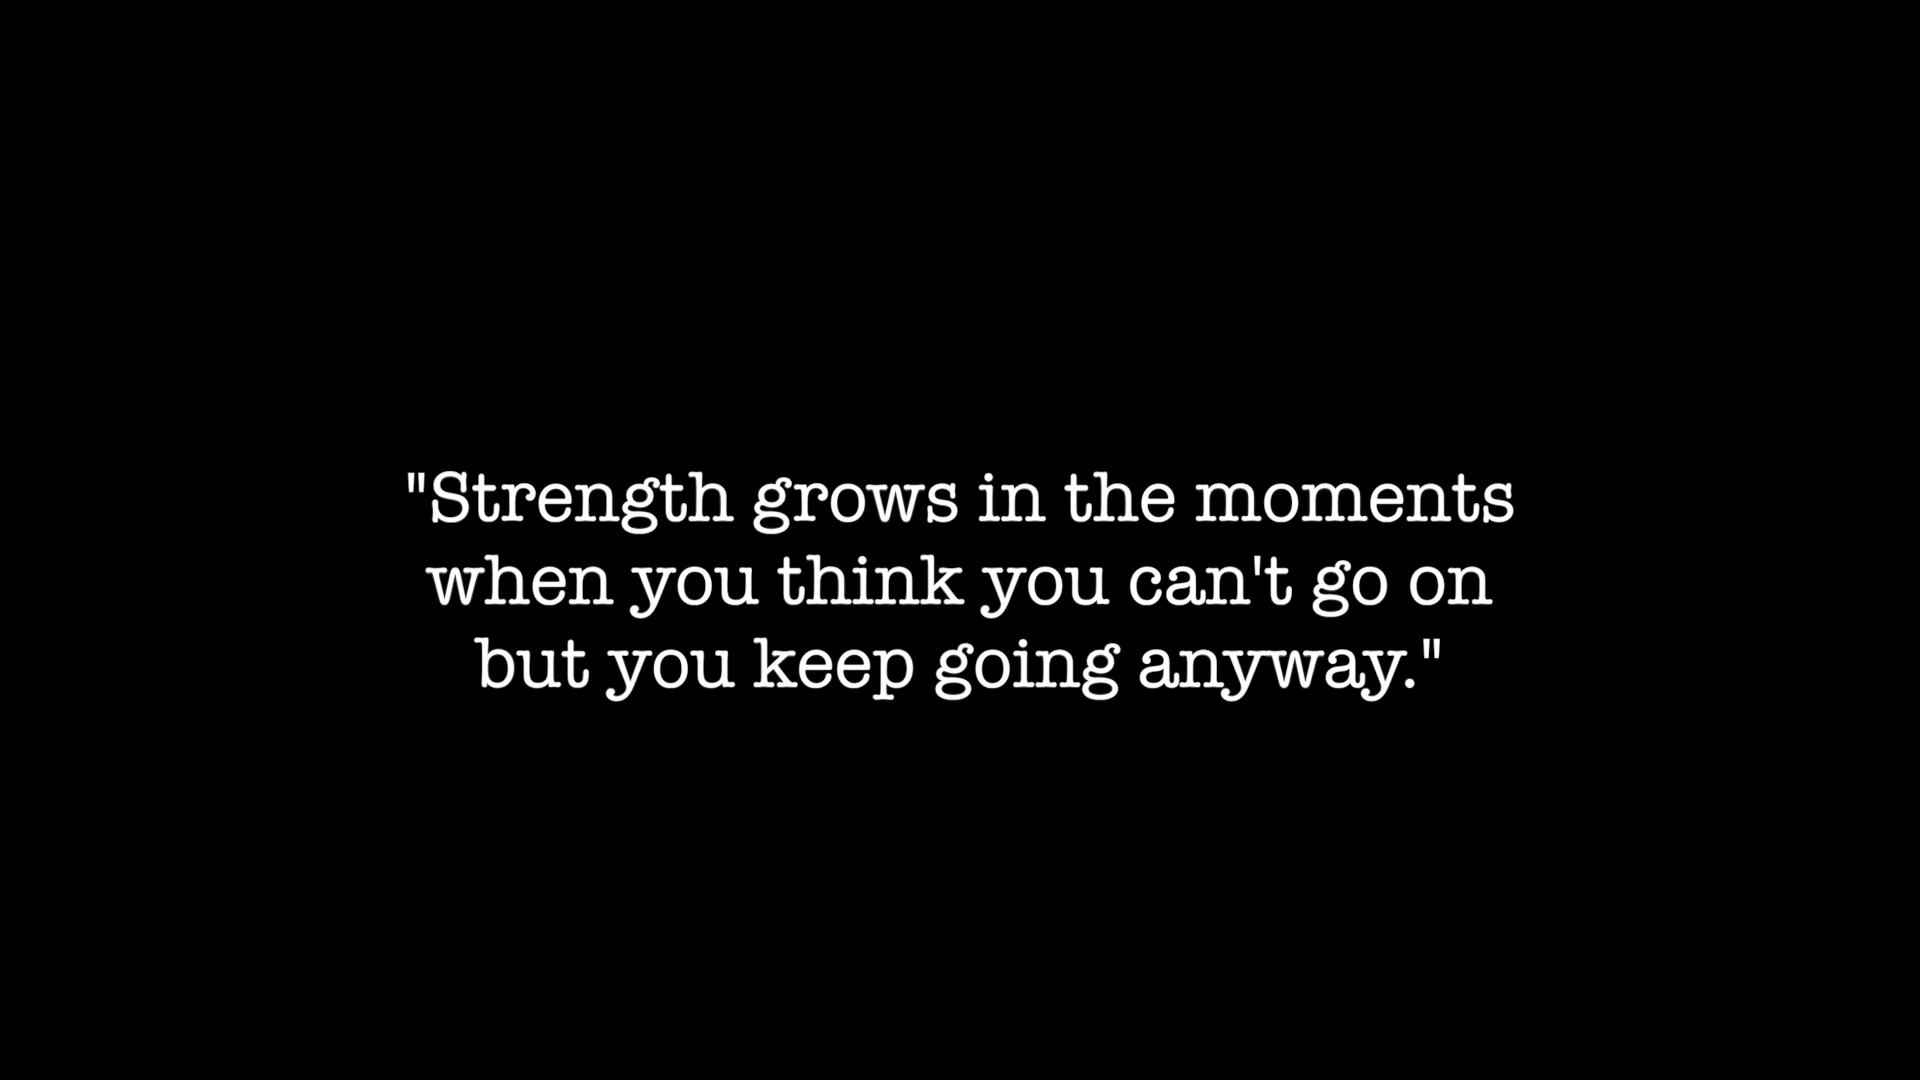 "Strength grows in the moments
when you think you can't go on
but you keep going anyway."